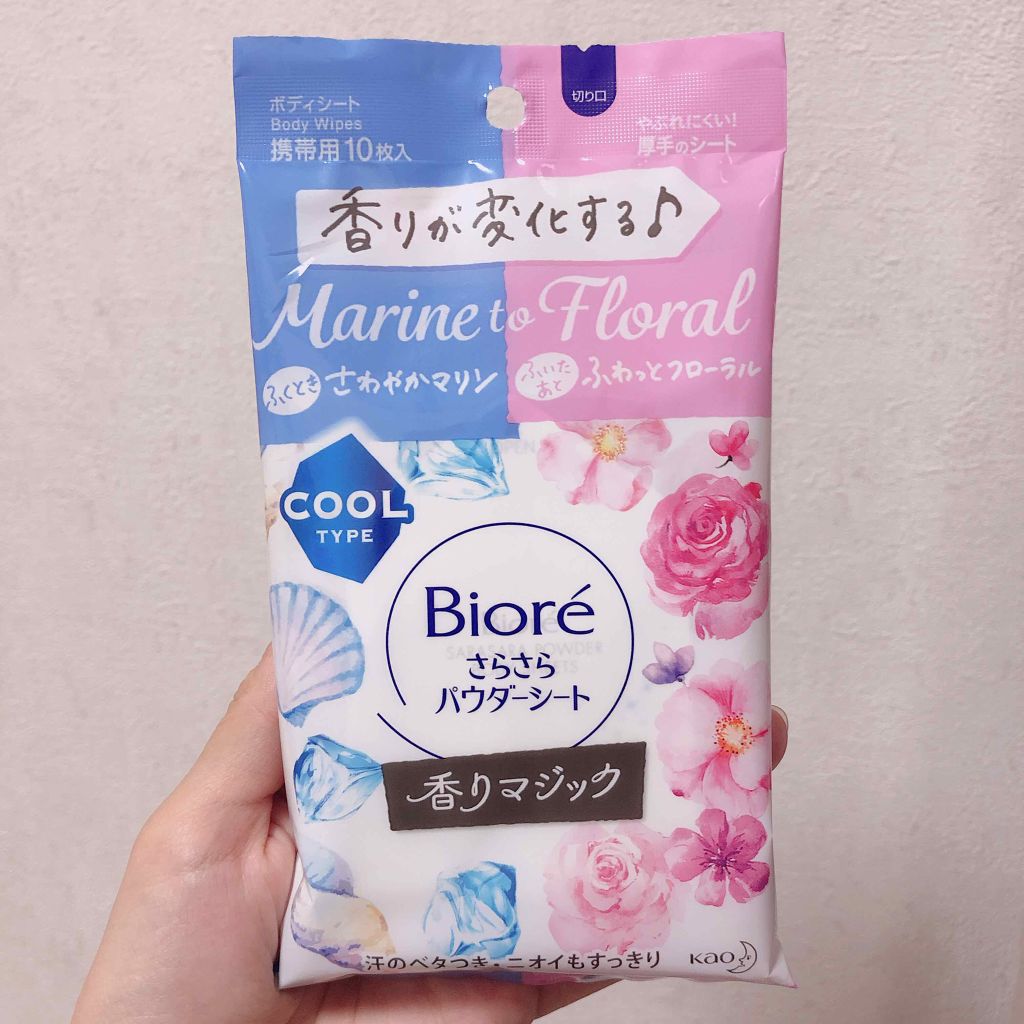 ボディシート
Body Wipes
携帯用10枚入
切り口
やぶれにくい!
厚手のシート
香りが変化する♪
Marine to Floral
ふくとき さわやかマリン
ふいたあと ふわっとフローラル
COOL
TYPE
Bioré
SARASARA POWDER
さらさら
パウダーシート
香りマジック
汗のベタつき・ニオイもすっきり
Kao